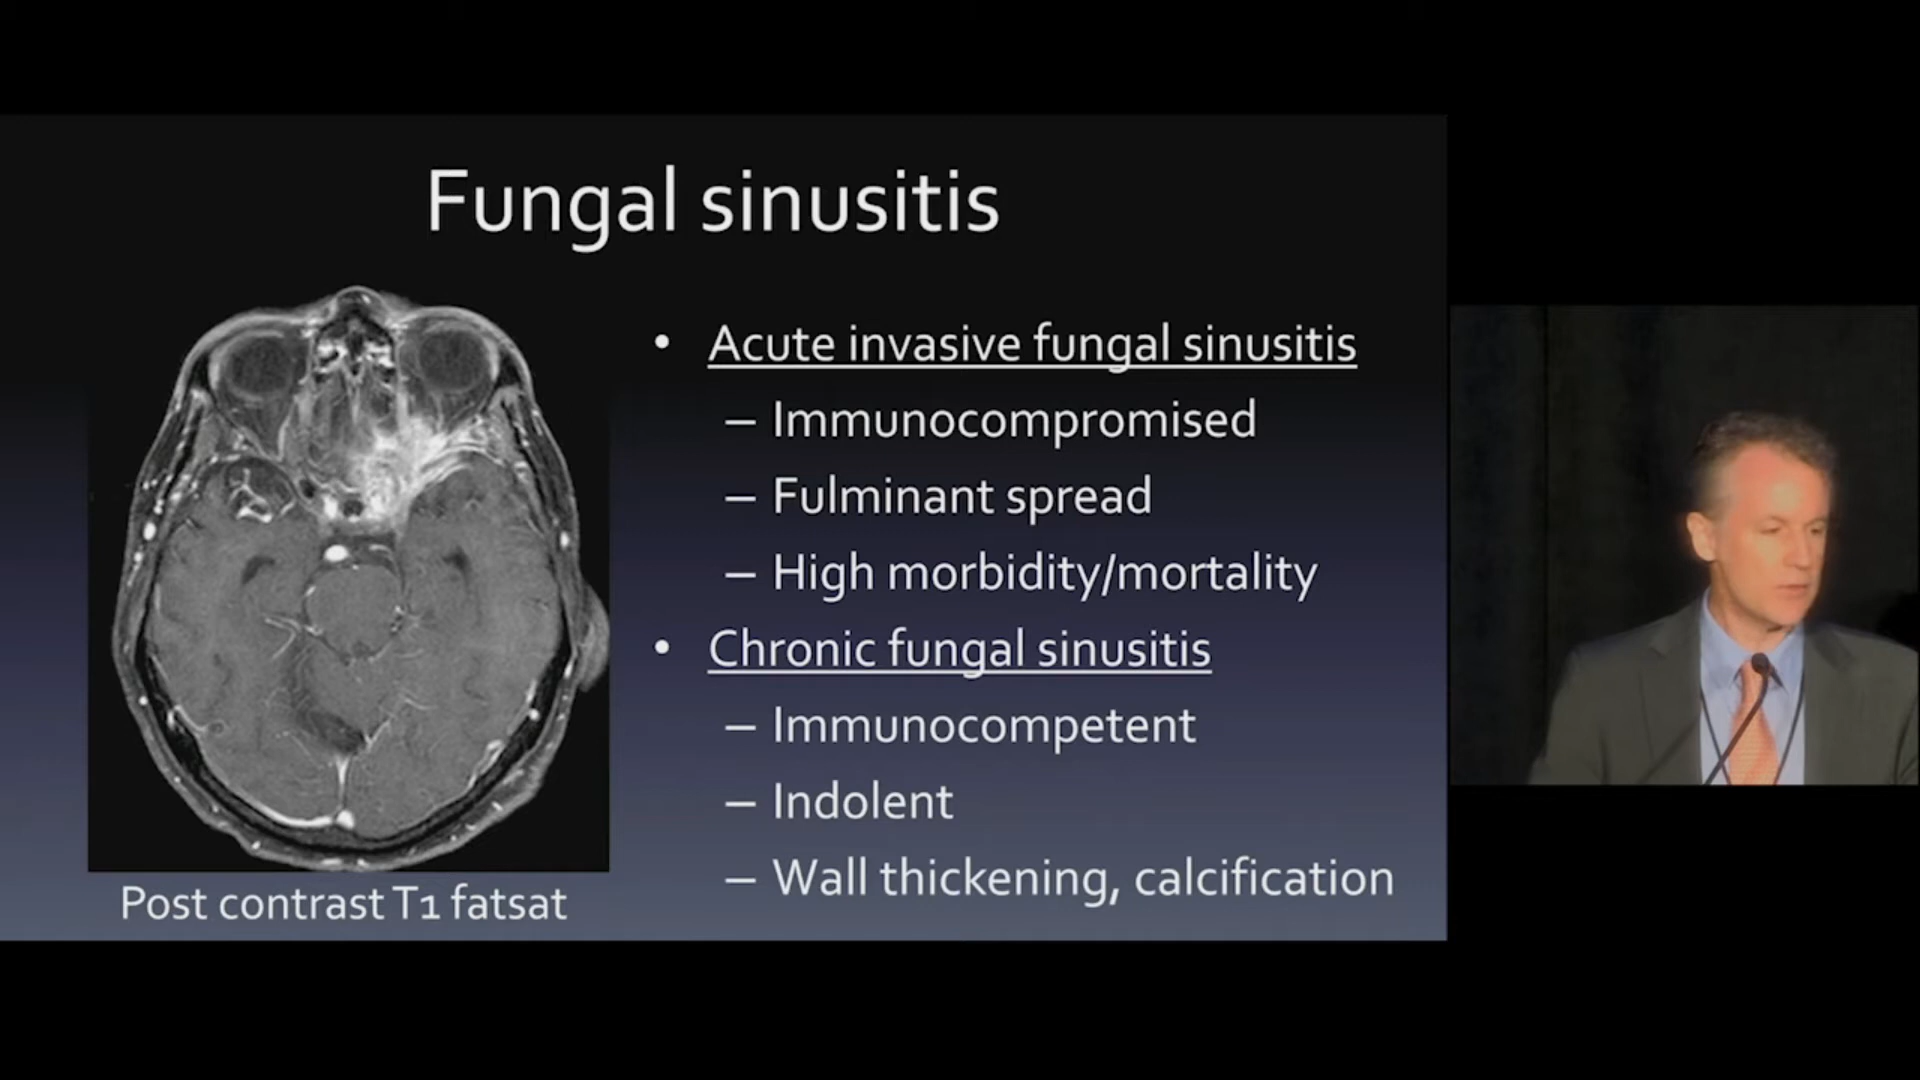 Fungal sinusitis
• Acute invasive fungal sinusitis
– Immunocompromised
– Fulminant spread
– High morbidity/mortality
• Chronic fungal sinusitis
– Immunocompetent
– Indolent
– Wall thickening, calcification
Post contrast T1 fatsat